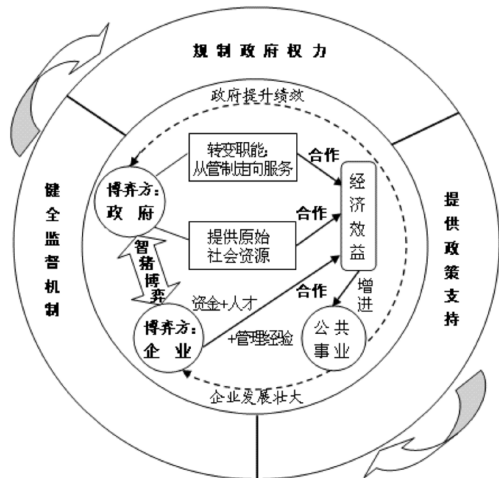 规制政府权力
政府提升绩效
转变职能：
从管制走向服务
合作
博弈方：
政 府
经
济
效
益
键
全
监
督
机
制
提
供
政
策
支
持
合作
提供原始
社会资源
智
猪
博
弈
增
进
资金+人才
合作
博弈方：
企 业
+管理经验
公共
事业
企业发展壮大